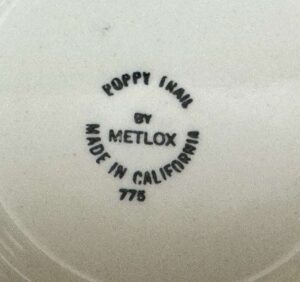 POPPY TRAIL
BY
METLOX
MADE IN CALIFORNIA
775